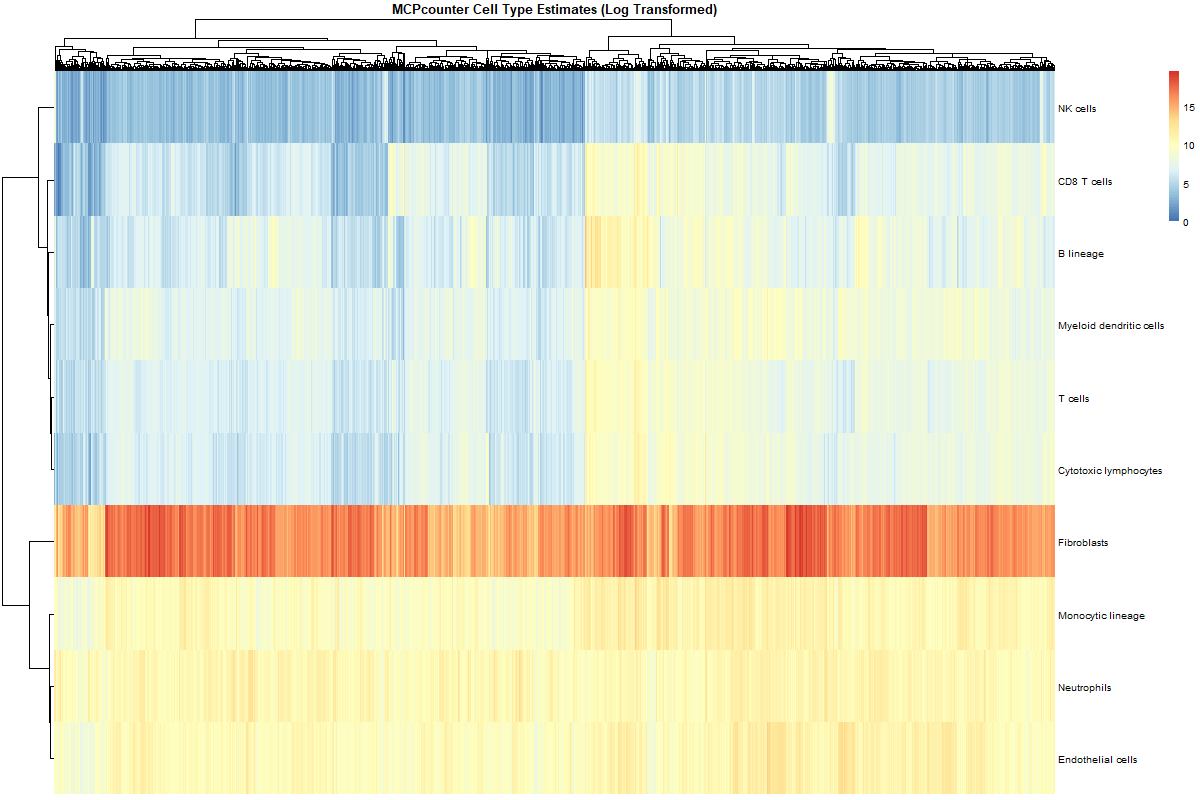 MCPcounter Cell Type Estimates (Log Transformed)
15
10
5
0
NK cells
CD8 T cells
B lineage
Myeloid dendritic cells
T cells
Cytotoxic lymphocytes
Fibroblasts
Monocytic lineage
Neutrophils
Endothelial cells